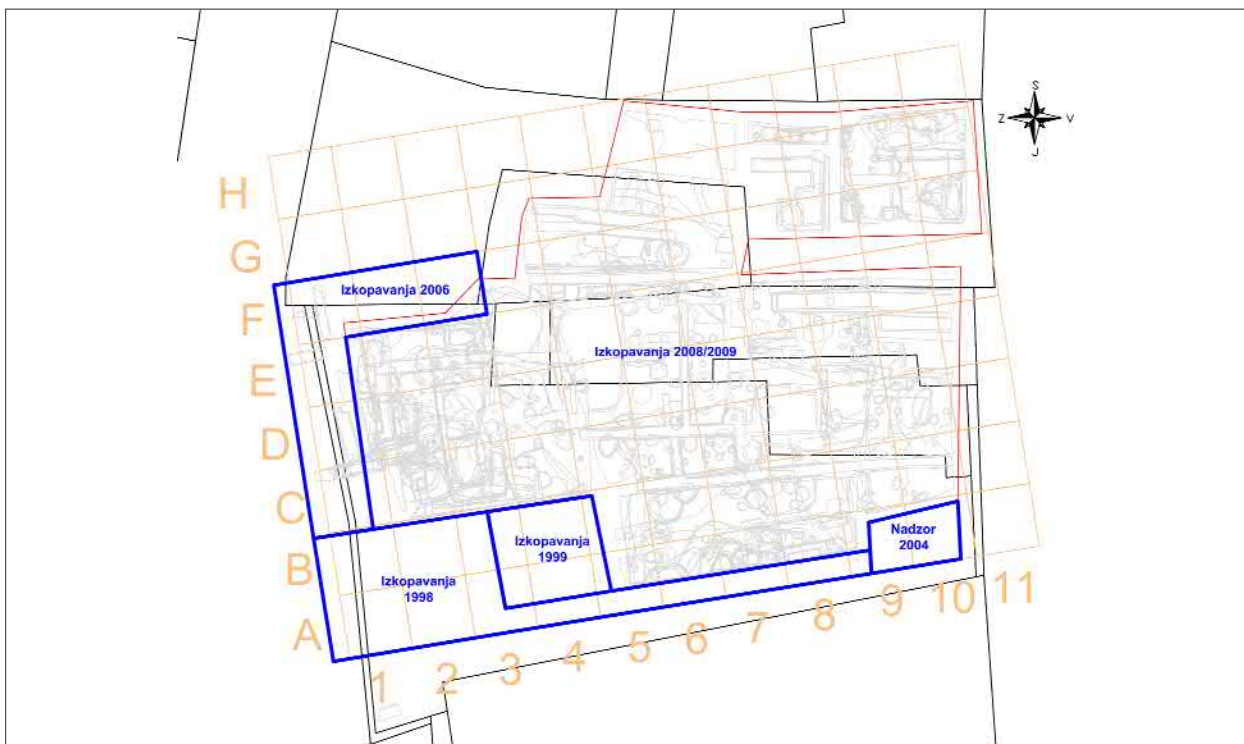 S
Z V
J
H
G
F
E
D
C
B
A
Izkopavanja 2006
Izkopavanja 2008/2009
Izkopavanja
1999
Izkopavanja
1998
Nadzor
2004
1 2 3 4 5 6 7 8 9 10 11